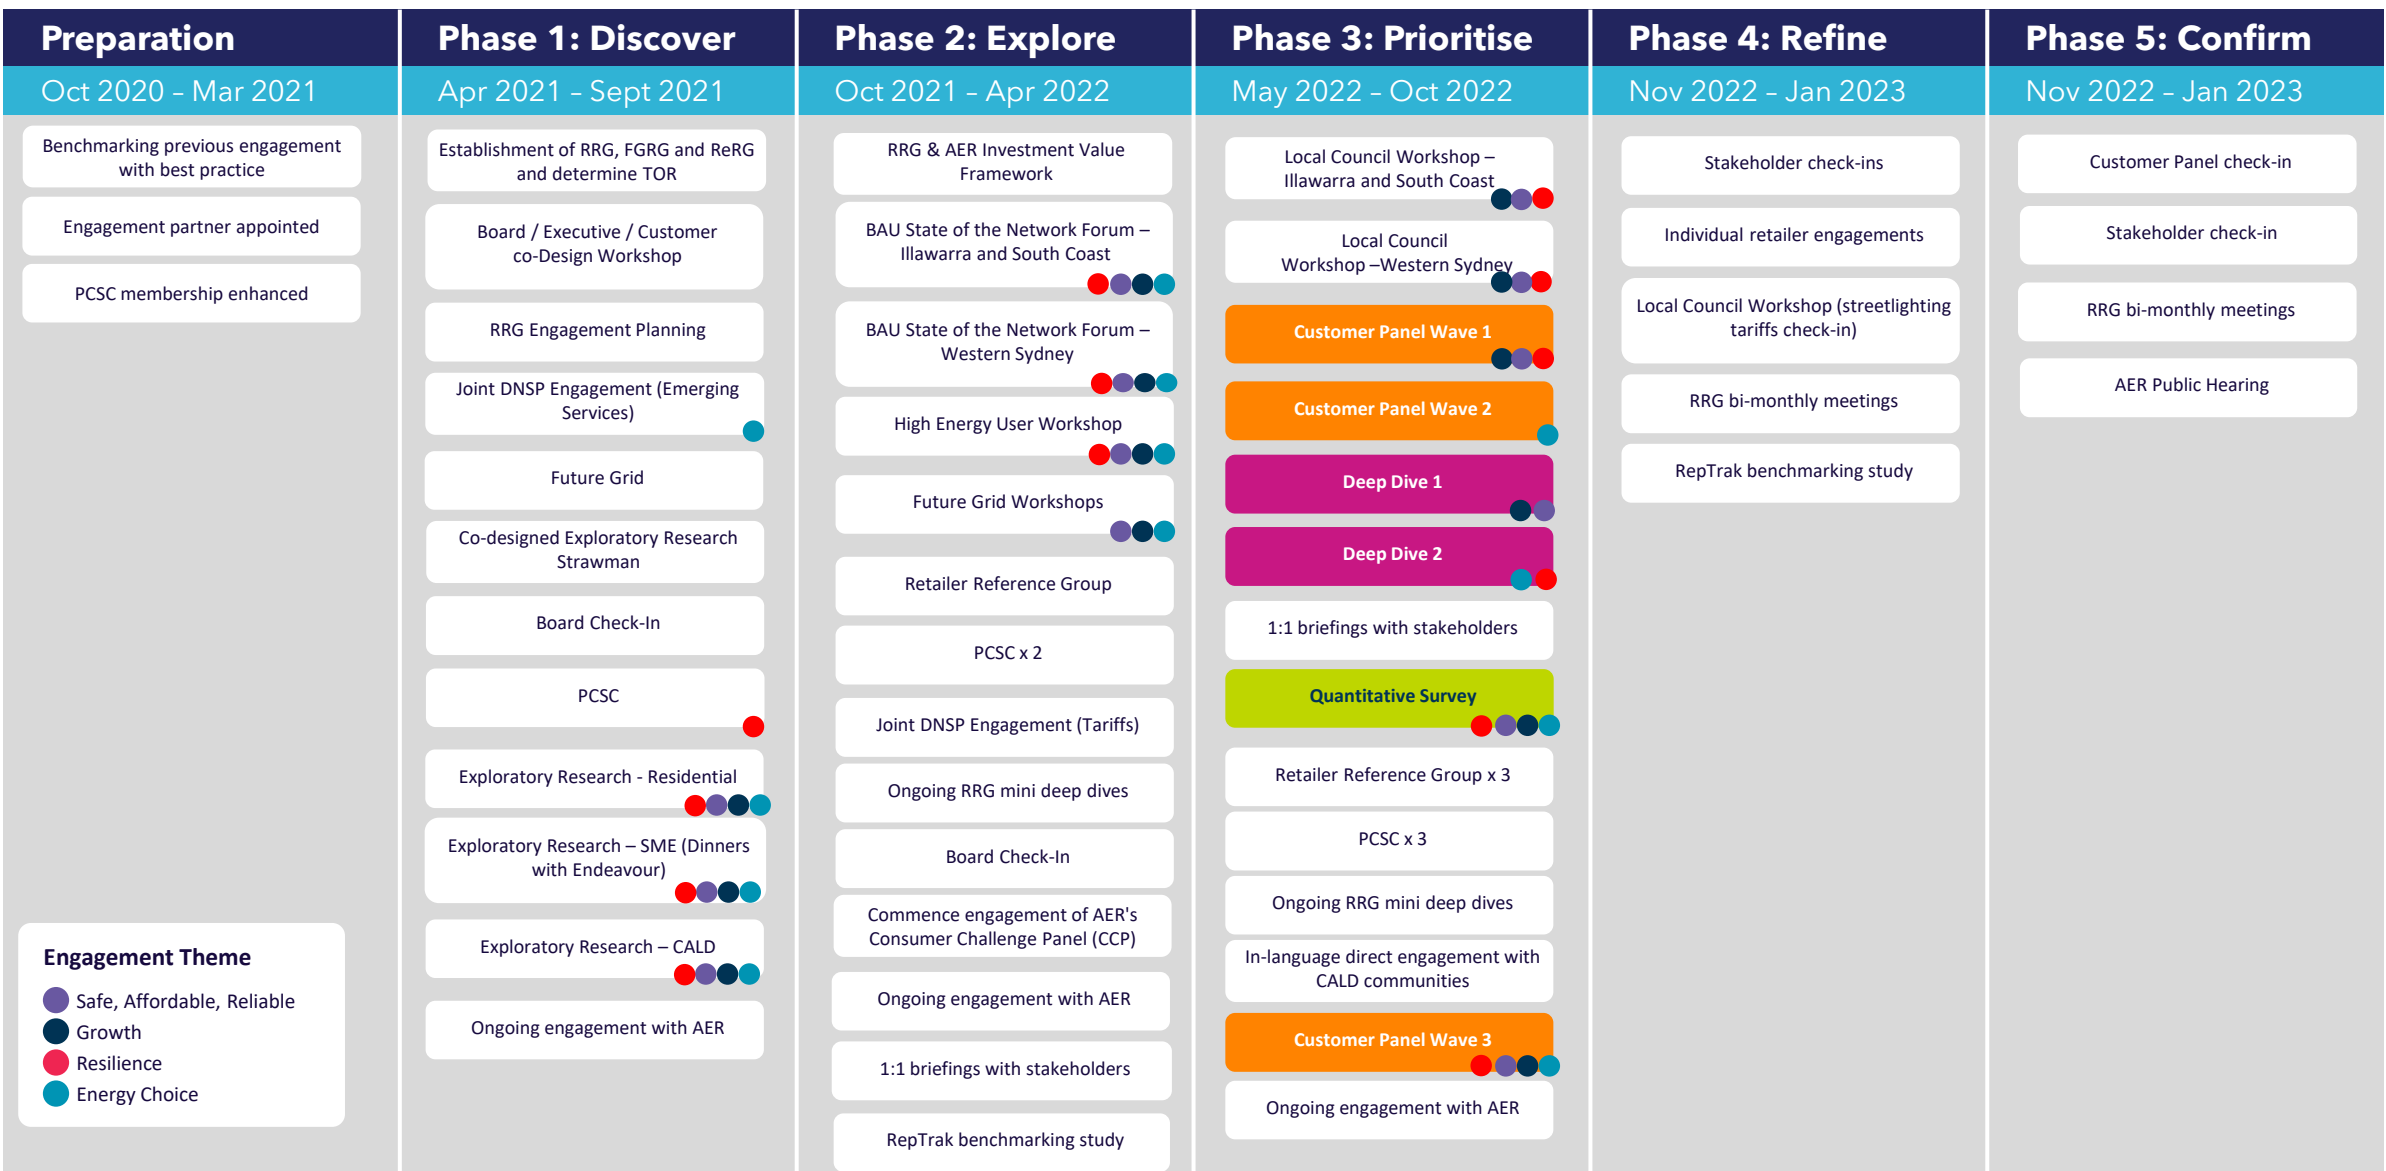 Preparation
Oct 2020 – Mar 2021
Benchmarking previous engagement
with best practice
Engagement partner appointed
PCSC membership enhanced
Engagement Theme
Safe, Affordable, Reliable
Growth
Resilience
Energy Choice
Phase 1: Discover
Apr 2021 – Sept 2021
Establishment of RRG, FGRG and ReRG
and determine TOR
Board / Executive / Customer
co-Design Workshop
RRG Engagement Planning
Joint DNSP Engagement (Emerging
Services)
Future Grid
Co-designed Exploratory Research
Strawman
Board Check-In
PCSC
Exploratory Research - Residential
Exploratory Research – SME (Dinners
with Endeavour)
Exploratory Research – CALD
Ongoing engagement with AER
Phase 2: Explore
Oct 2021 – Apr 2022
RRG & AER Investment Value
Framework
BAU State of the Network Forum –
Illawarra and South Coast
BAU State of the Network Forum –
Western Sydney
High Energy User Workshop
Future Grid Workshops
Retailer Reference Group
PCSC x 2
Joint DNSP Engagement (Tariffs)
Ongoing RRG mini deep dives
Board Check-In
Commence engagement of AER's
Consumer Challenge Panel (CCP)
Ongoing engagement with AER
1:1 briefings with stakeholders
RepTrak benchmarking study
Phase 3: Prioritise
May 2022 – Oct 2022
Local Council Workshop –
Illawarra and South Coast
Local Council
Workshop –Western Sydney
Customer Panel Wave 1
Customer Panel Wave 2
Deep Dive 1
Deep Dive 2
1:1 briefings with stakeholders
Quantitative Survey
Retailer Reference Group x 3
PCSC x 3
Ongoing RRG mini deep dives
In-language direct engagement with
CALD communities
Customer Panel Wave 3
Ongoing engagement with AER
Phase 4: Refine
Nov 2022 – Jan 2023
Stakeholder check-ins
Individual retailer engagements
Local Council Workshop (streetlighting
tariffs check-in)
RRG bi-monthly meetings
RepTrak benchmarking study
Phase 5: Confirm
Nov 2022 – Jan 2023
Customer Panel check-in
Stakeholder check-in
RRG bi-monthly meetings
AER Public Hearing